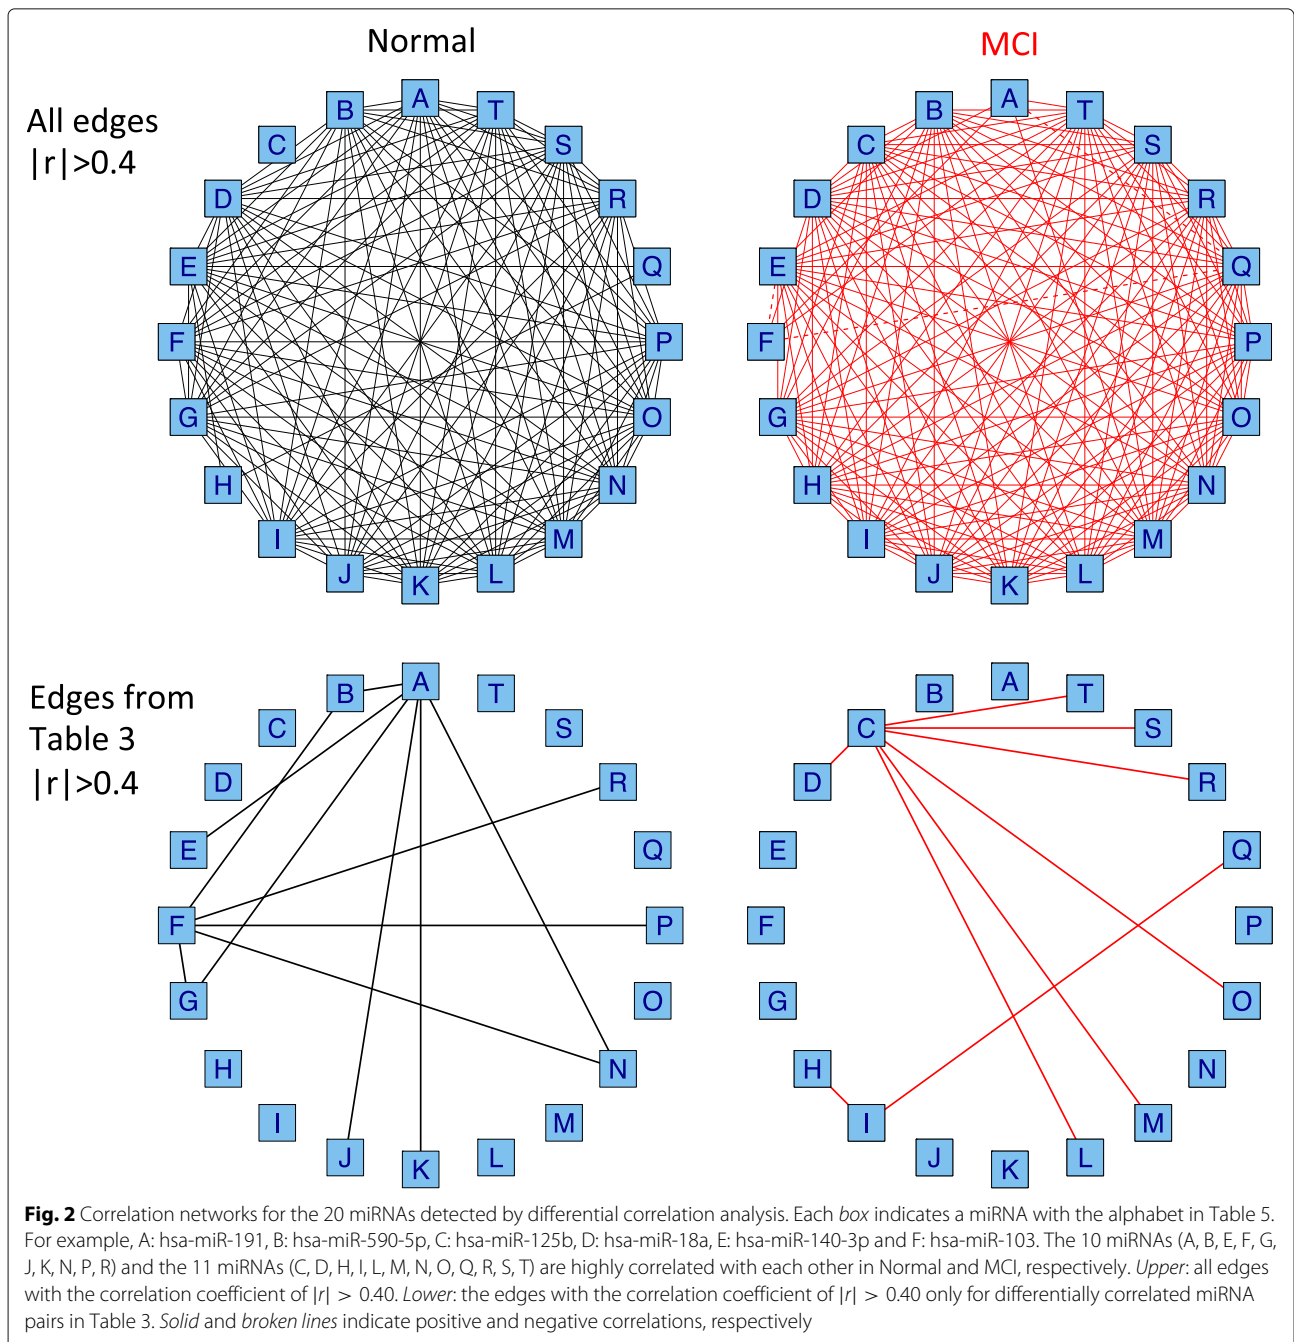 Normal
MCI
All edges
|r|>0.4
A
B
C
D
E
F
G
H
I
J
K
L
M
N
O
P
Q
R
S
T
A
B
C
D
E
F
G
H
I
J
K
L
M
N
O
P
Q
R
S
T
Edges from
Table 3
|r|>0.4
A
B
C
D
E
F
G
H
I
J
K
L
M
N
O
P
Q
R
S
T
A
B
C
D
E
F
G
H
I
J
K
L
M
N
O
P
Q
R
S
T
Fig. 2 Correlation networks for the 20 miRNAs detected by differential correlation analysis. Each box indicates a miRNA with the alphabet in Table 5.
For example, A: hsa-miR-191, B: hsa-miR-590-5p, C: hsa-miR-125b, D: hsa-miR-18a, E: hsa-miR-140-3p and F: hsa-miR-103. The 10 miRNAs (A, B, E, F, G,
J, K, N, P, R) and the 11 miRNAs (C, D, H, I, L, M, N, O, Q, R, S, T) are highly correlated with each other in Normal and MCI, respectively. Upper: all edges
with the correlation coefficient of |r| > 0.40. Lower: the edges with the correlation coefficient of |r| > 0.40 only for differentially correlated miRNA
pairs in Table 3. Solid and broken lines indicate positive and negative correlations, respectively